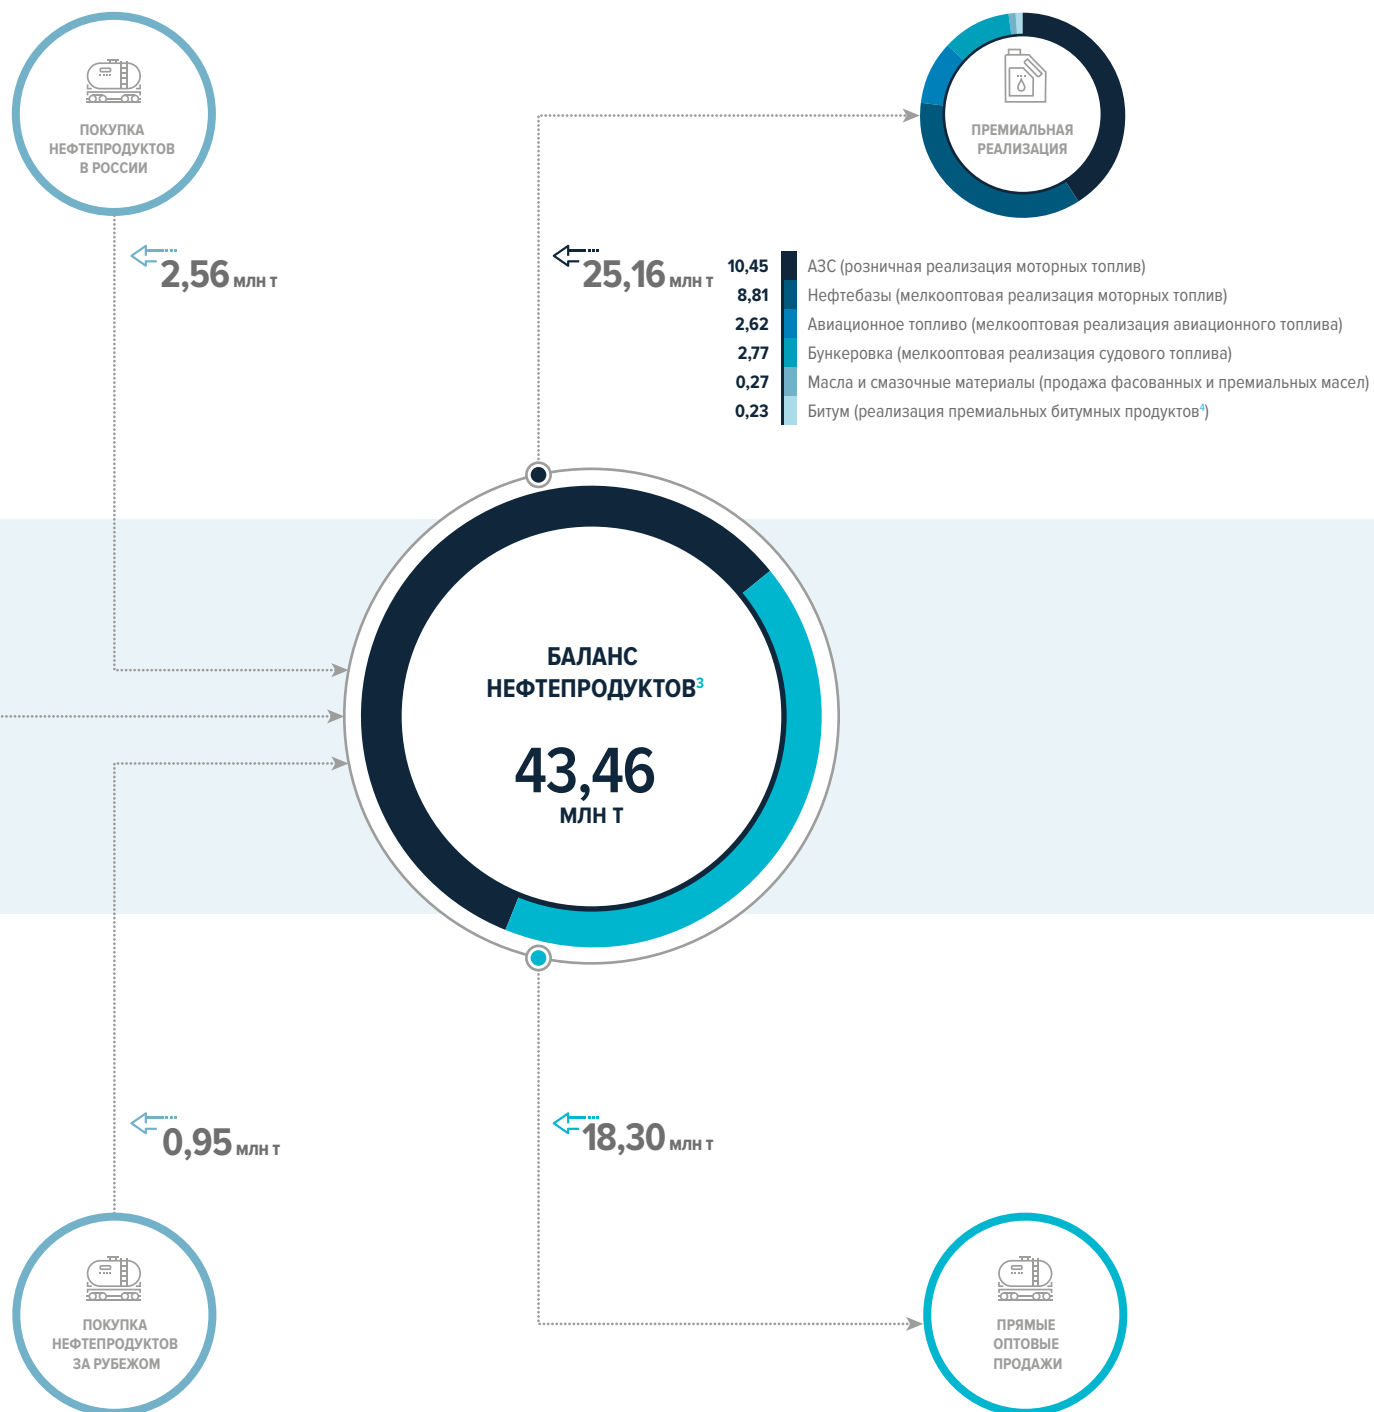 ПОКУПКА
НЕФТЕПРОДУКТОВ
В РОССИИ
ПРЕМИАЛЬНАЯ
РЕАЛИЗАЦИЯ
2,56 млн т
25,16 млн т
10,45 АЗС (розничная реализация моторных топлив)
8,81 Нефтебазы (мелкооптовая реализация моторных топлив)
2,62 Авиационное топливо (мелкооптовая реализация авиационного топлива)
2,77 Бункеровка (мелкооптовая реализация судового топлива)
0,27 Масла и смазочные материалы (продажа фасованных и премиальных масел)
0,23 Битум (реализация премиальных битумных продуктов⁴)
БАЛАНС
НЕФТЕПРОДУКТОВ³
43,46
МЛН Т
0,95 млн т
18,30 млн т
ПОКУПКА
НЕФТЕПРОДУКТОВ
ЗА РУБЕЖОМ
ПРЯМЫЕ
ОПТОВЫЕ
ПРОДАЖИ